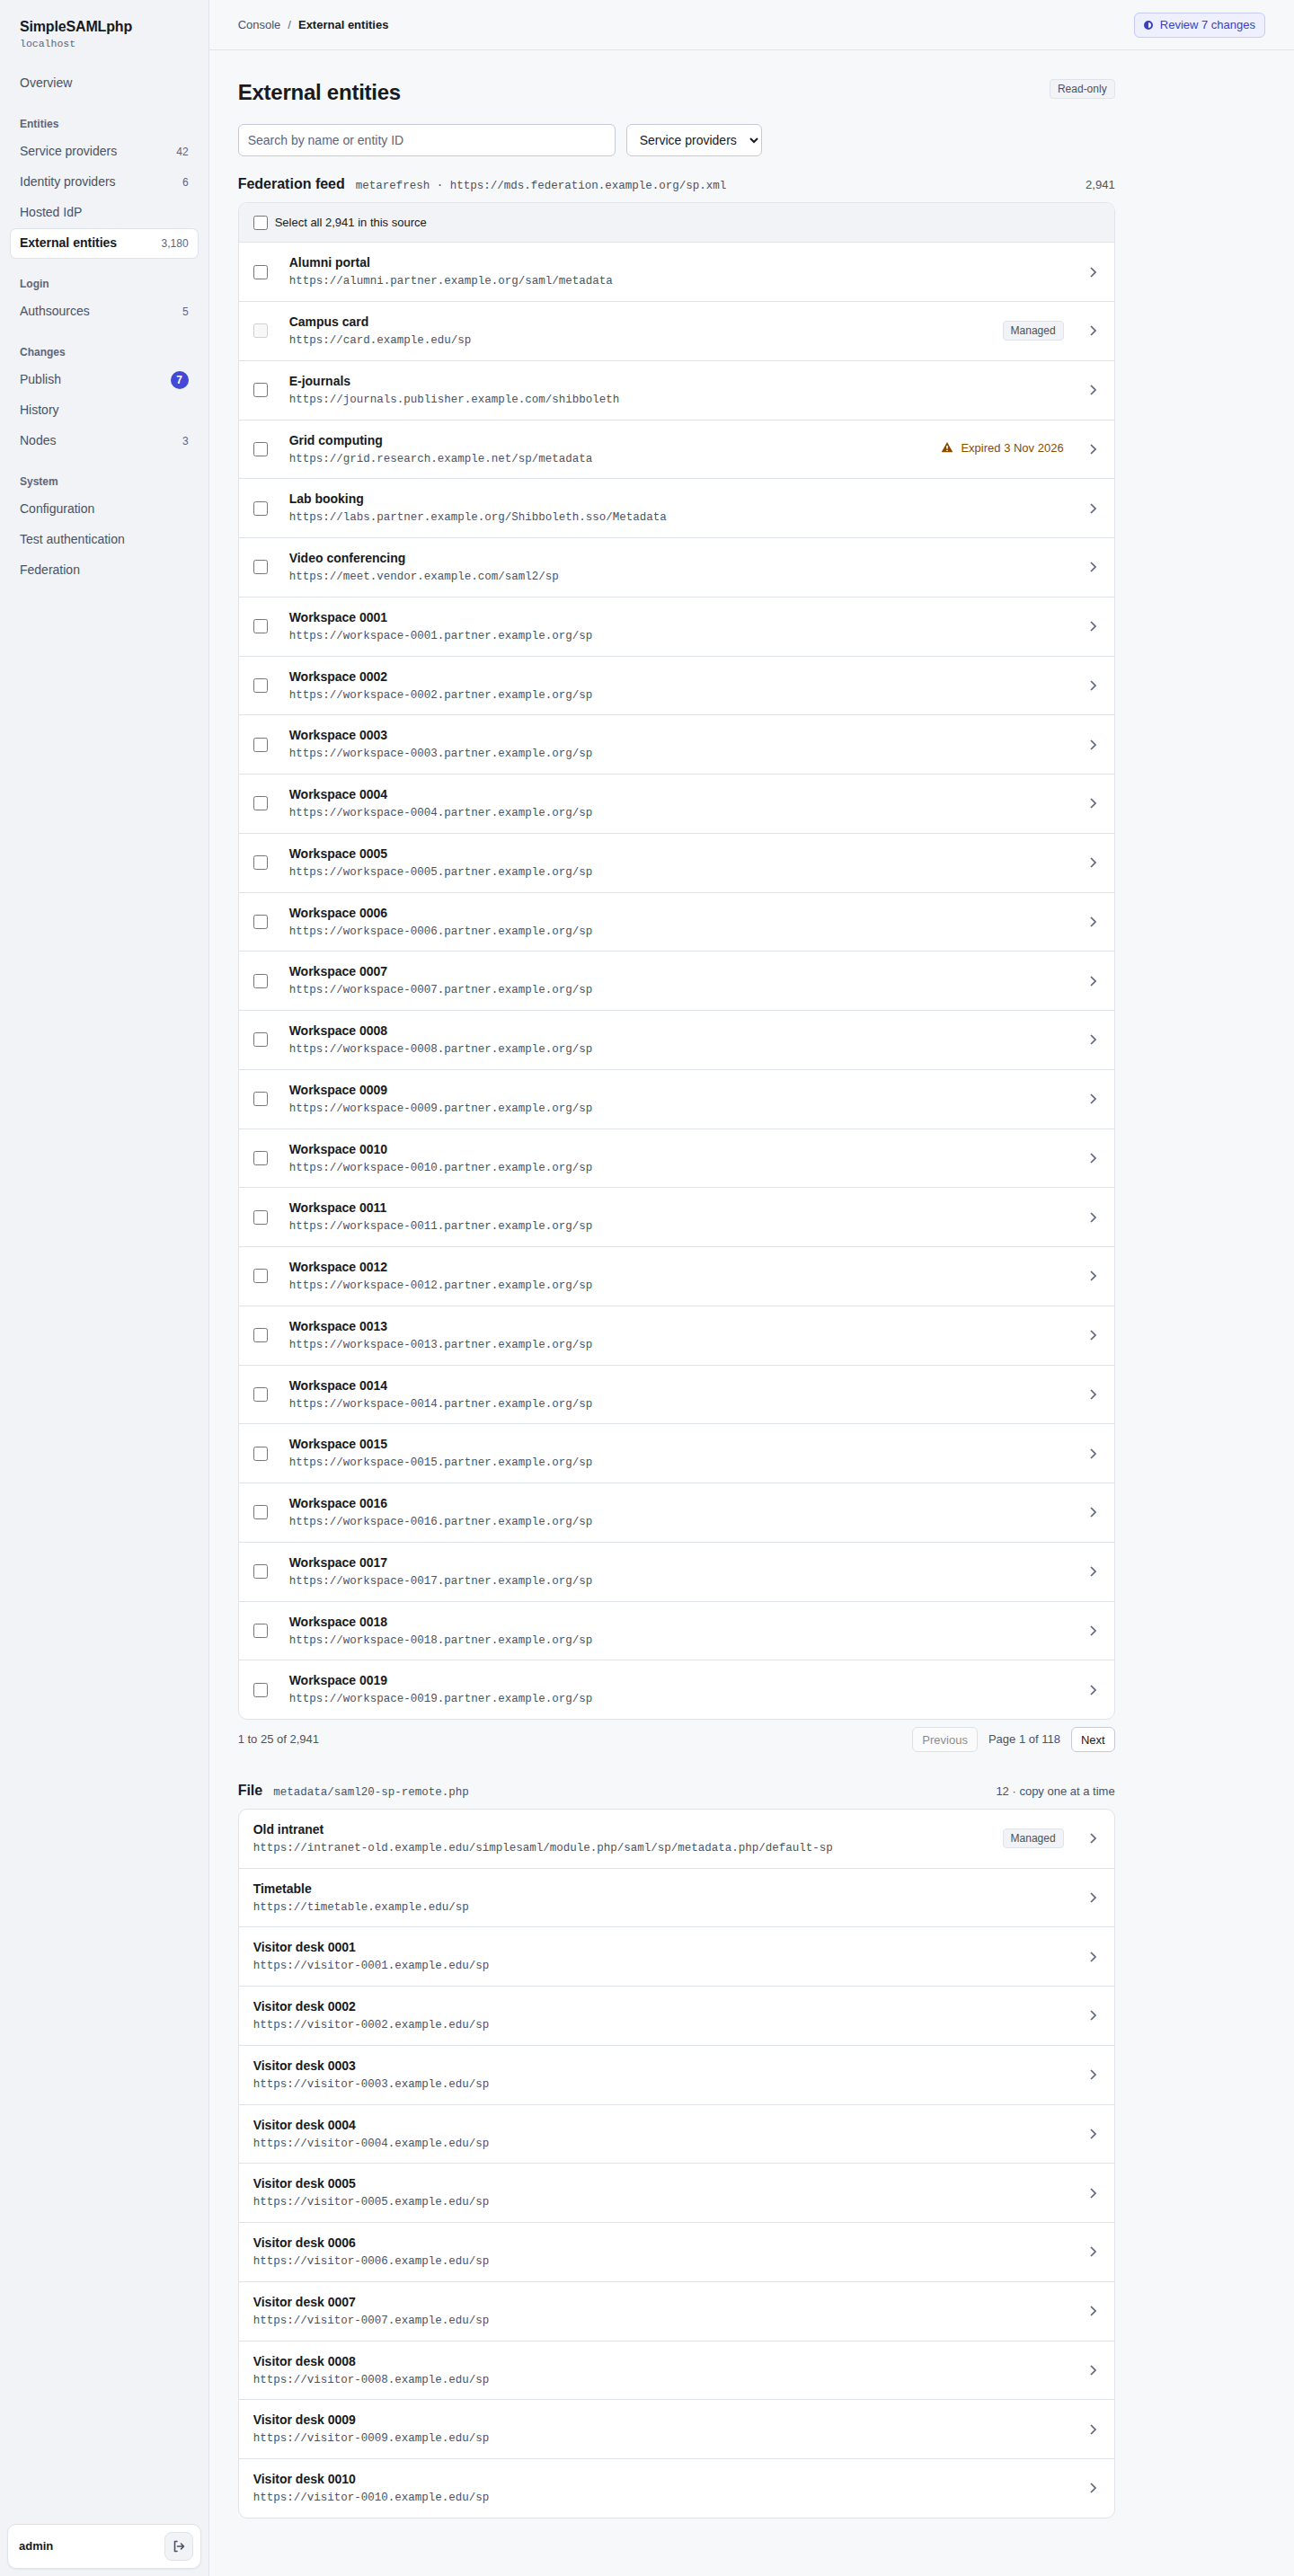 SimpleSAMLphp
localhost
Overview
Entities
Service providers 42
Identity providers 6
Hosted IdP
External entities 3,180
Login
Authsources 5
Changes
Publish 7
History
Nodes 3
System
Configuration
Test authentication
Federation
admin
Console / External entities
Review 7 changes
External entities
Read-only
Search by name or entity ID
Service providers
Federation feed metarefresh · https://mds.federation.example.org/sp.xml 2,941
Select all 2,941 in this source
Alumni portal
https://alumni.partner.example.org/saml/metadata
Campus card
https://card.example.edu/sp
Managed
E-journals
https://journals.publisher.example.com/shibboleth
Grid computing
https://grid.research.example.net/sp/metadata
Expired 3 Nov 2026
Lab booking
https://labs.partner.example.org/Shibboleth.sso/Metadata
Video conferencing
https://meet.vendor.example.com/saml2/sp
Workspace 0001
https://workspace-0001.partner.example.org/sp
Workspace 0002
https://workspace-0002.partner.example.org/sp
Workspace 0003
https://workspace-0003.partner.example.org/sp
Workspace 0004
https://workspace-0004.partner.example.org/sp
Workspace 0005
https://workspace-0005.partner.example.org/sp
Workspace 0006
https://workspace-0006.partner.example.org/sp
Workspace 0007
https://workspace-0007.partner.example.org/sp
Workspace 0008
https://workspace-0008.partner.example.org/sp
Workspace 0009
https://workspace-0009.partner.example.org/sp
Workspace 0010
https://workspace-0010.partner.example.org/sp
Workspace 0011
https://workspace-0011.partner.example.org/sp
Workspace 0012
https://workspace-0012.partner.example.org/sp
Workspace 0013
https://workspace-0013.partner.example.org/sp
Workspace 0014
https://workspace-0014.partner.example.org/sp
Workspace 0015
https://workspace-0015.partner.example.org/sp
Workspace 0016
https://workspace-0016.partner.example.org/sp
Workspace 0017
https://workspace-0017.partner.example.org/sp
Workspace 0018
https://workspace-0018.partner.example.org/sp
Workspace 0019
https://workspace-0019.partner.example.org/sp
1 to 25 of 2,941
Previous Page 1 of 118 Next
File metadata/saml20-sp-remote.php 12 · copy one at a time
Old intranet
https://intranet-old.example.edu/simplesaml/module.php/saml/sp/metadata.php/default-sp
Managed
Timetable
https://timetable.example.edu/sp
Visitor desk 0001
https://visitor-0001.example.edu/sp
Visitor desk 0002
https://visitor-0002.example.edu/sp
Visitor desk 0003
https://visitor-0003.example.edu/sp
Visitor desk 0004
https://visitor-0004.example.edu/sp
Visitor desk 0005
https://visitor-0005.example.edu/sp
Visitor desk 0006
https://visitor-0006.example.edu/sp
Visitor desk 0007
https://visitor-0007.example.edu/sp
Visitor desk 0008
https://visitor-0008.example.edu/sp
Visitor desk 0009
https://visitor-0009.example.edu/sp
Visitor desk 0010
https://visitor-0010.example.edu/sp